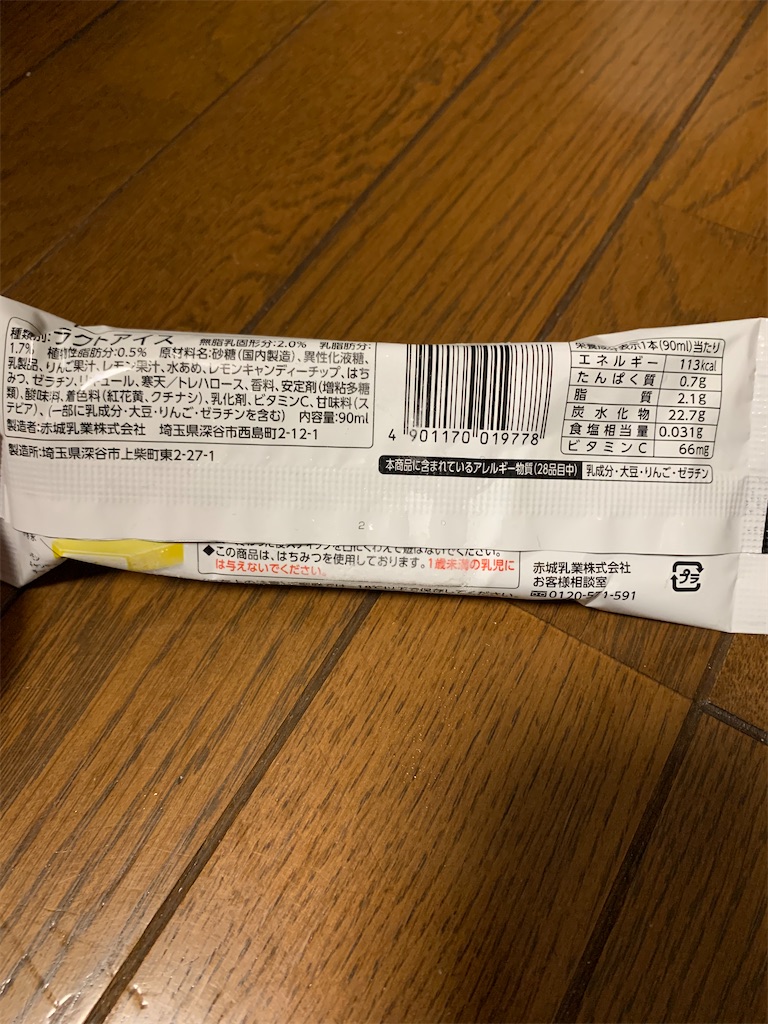 種類別:ラクトアイス 無脂乳固形分:2.0% 乳脂肪分:
1.7% 植物性脂肪分:0.5% 原材料名:砂糖(国内製造)、異性化液糖、
乳製品、りんご果汁、レモン果汁、水あめ、レモンキャンディーチップ、はち
みつ、ゼラチン、リキュール、寒天/トレハロース、香料、安定剤(増粘多糖
類)、酸味料、着色料(紅花黄、クチナシ)、乳化剤、ビタミンC、甘味料(ス
テビア)、(一部に乳成分・大豆・りんご・ゼラチンを含む) 内容量:90ml
製造者:赤城乳業株式会社 埼玉県深谷市西島町2-12-1
製造所:埼玉県深谷市上柴町東2-27-1
4 901170 019778
栄養成分表示1本(90ml)当たり
エネルギー 113kcal
たんぱく質 0.7g
脂質 2.1g
炭水化物 22.7g
食塩相当量 0.031g
ビタミンC 66mg
本商品に含まれているアレルギー物質(28品目中) 乳成分・大豆・りんご・ゼラチン
2
◆この商品は、はちみつを使用しております。1歳未満の乳児に
は与えないでください。
赤城乳業株式会社
お客様相談室
0120-571-591
プラ